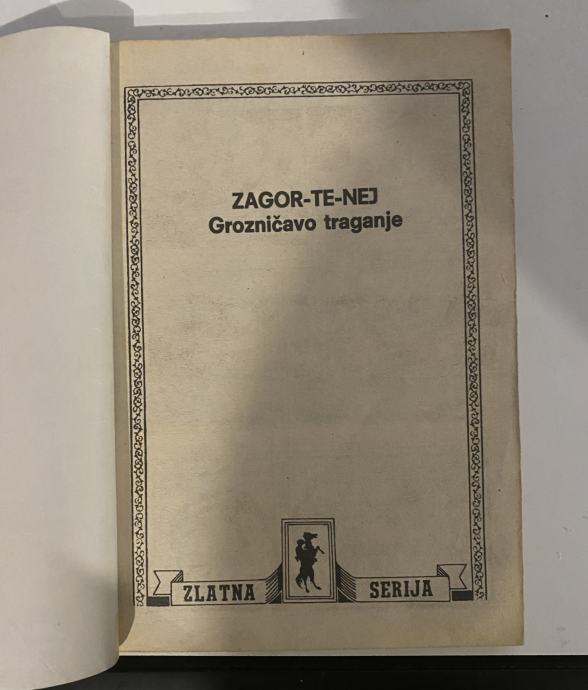 ZAGOR-TE-NEJ
Grozničavo traganje
ZLATNA SERIJA